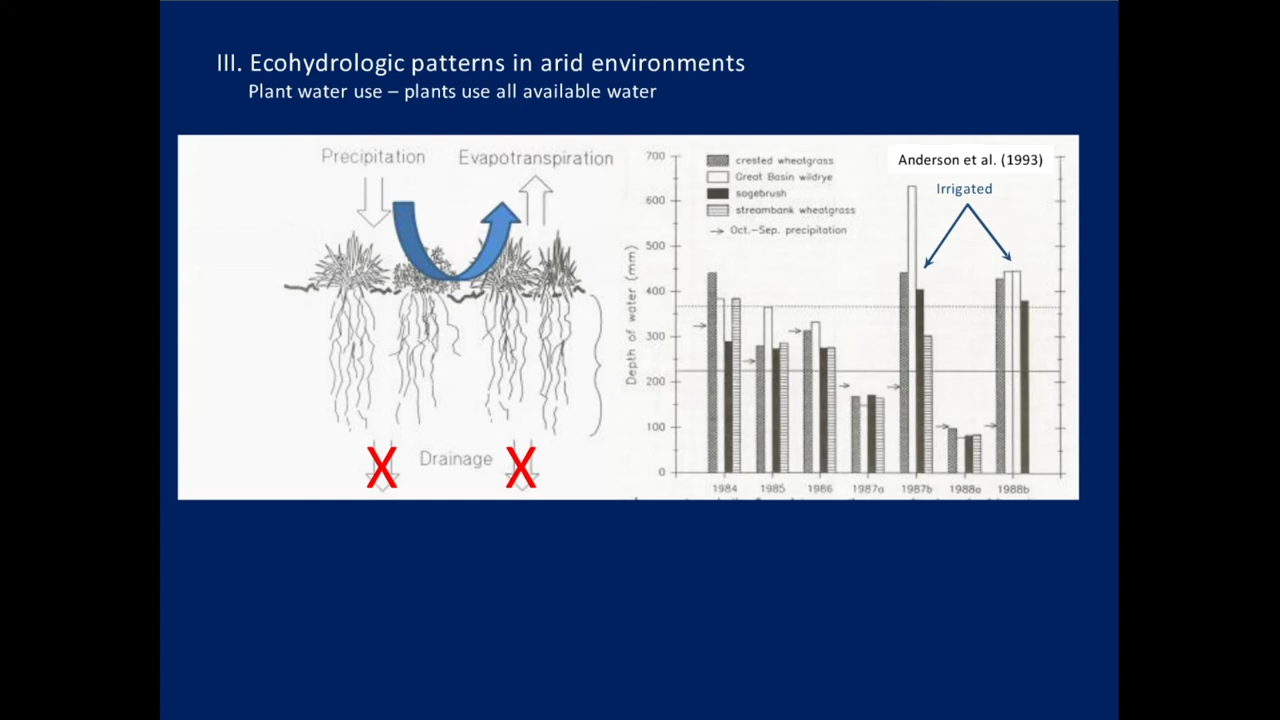 III. Ecohydrologic patterns in arid environments
Plant water use – plants use all available water
Precipitation
Evapotranspiration
X
Drainage
X
700
600
500
400
300
200
100
0
Depth of water (mm)
crested wheatgrass
Great Basin wildrye
sagebrush
streambank wheatgrass
Oct.–Sep. precipitation
Anderson et al. (1993)
Irrigated
1984
1985
1986
1987a
1987b
1988a
1988b